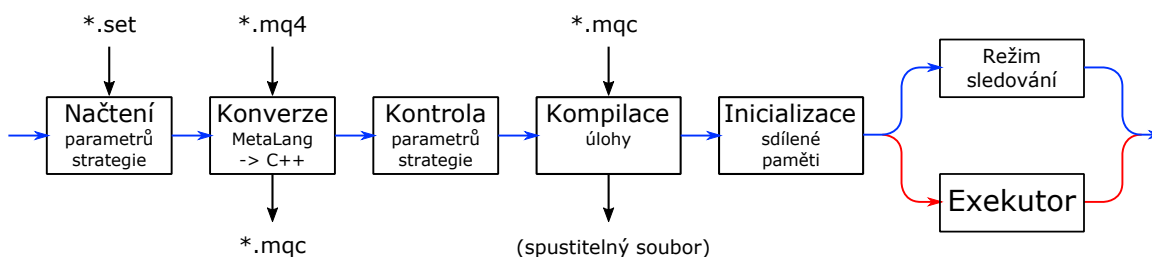 *.set
*.mq4
*.mqc
Načtení
parametrů
strategie
Konverze
MetaLang
-> C++
Kontrola
parametrů
strategie
Kompilace
úlohy
Inicializace
sdílené
paměti
Režim
sledování
Exekutor
*.mqc
(spustitelný soubor)